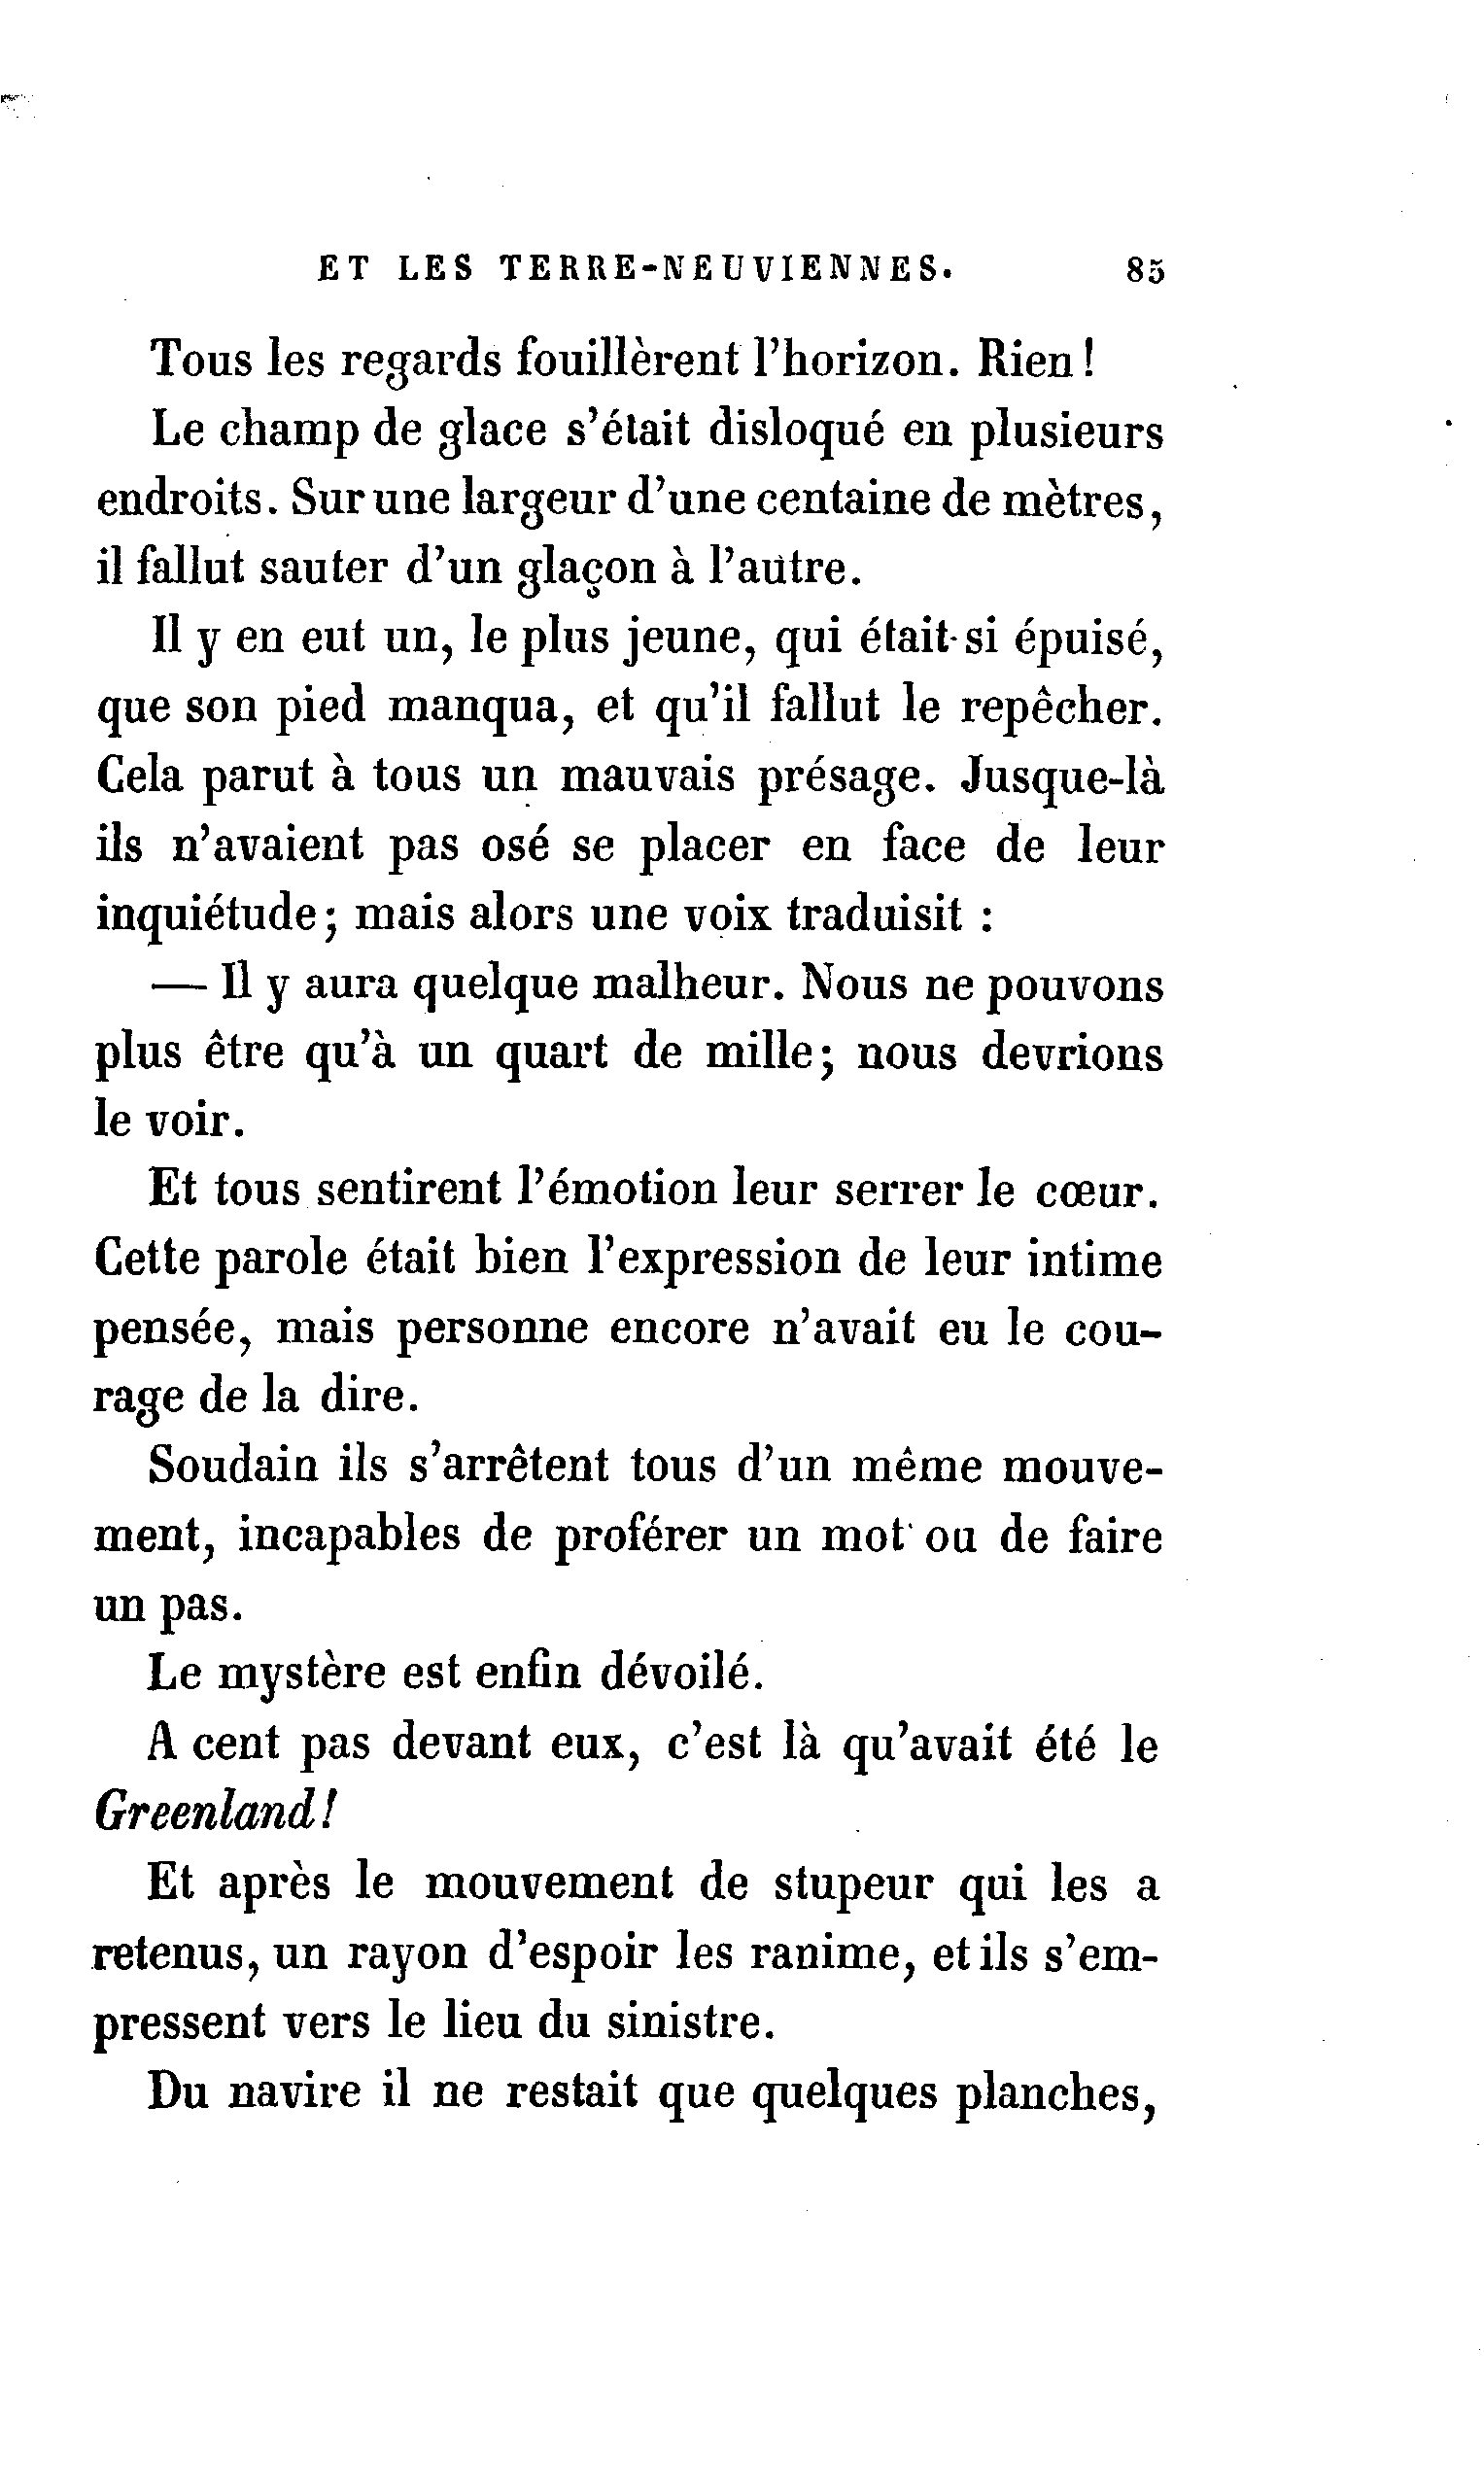 ET LES TERRE-NEUVIENNES. 85
Tous les regards fouillèrent l'horizon. Rien !
Le champ de glace s'était disloqué en plusieurs
endroits. Sur une largeur d'une centaine de mètres,
il fallut sauter d'un glaçon à l'autre.
Il y en eut un, le plus jeune, qui était si épuisé,
que son pied manqua, et qu'il fallut le repêcher.
Cela parut à tous un mauvais présage. Jusque-là
ils n'avaient pas osé se placer en face de leur
inquiétude; mais alors une voix traduisit :
— Il y aura quelque malheur. Nous ne pouvons
plus être qu'à un quart de mille; nous devrions
le voir.
Et tous sentirent l'émotion leur serrer le cœur.
Cette parole était bien l'expression de leur intime
pensée, mais personne encore n'avait eu le cou-
rage de la dire.
Soudain ils s'arrêtent tous d'un même mouve-
ment, incapables de proférer un mot ou de faire
un pas.
Le mystère est enfin dévoilé.
A cent pas devant eux, c'est là qu'avait été le
Greenland!
Et après le mouvement de stupeur qui les a
retenus, un rayon d'espoir les ranime, et ils s'em-
pressent vers le lieu du sinistre.
Du navire il ne restait que quelques planches,